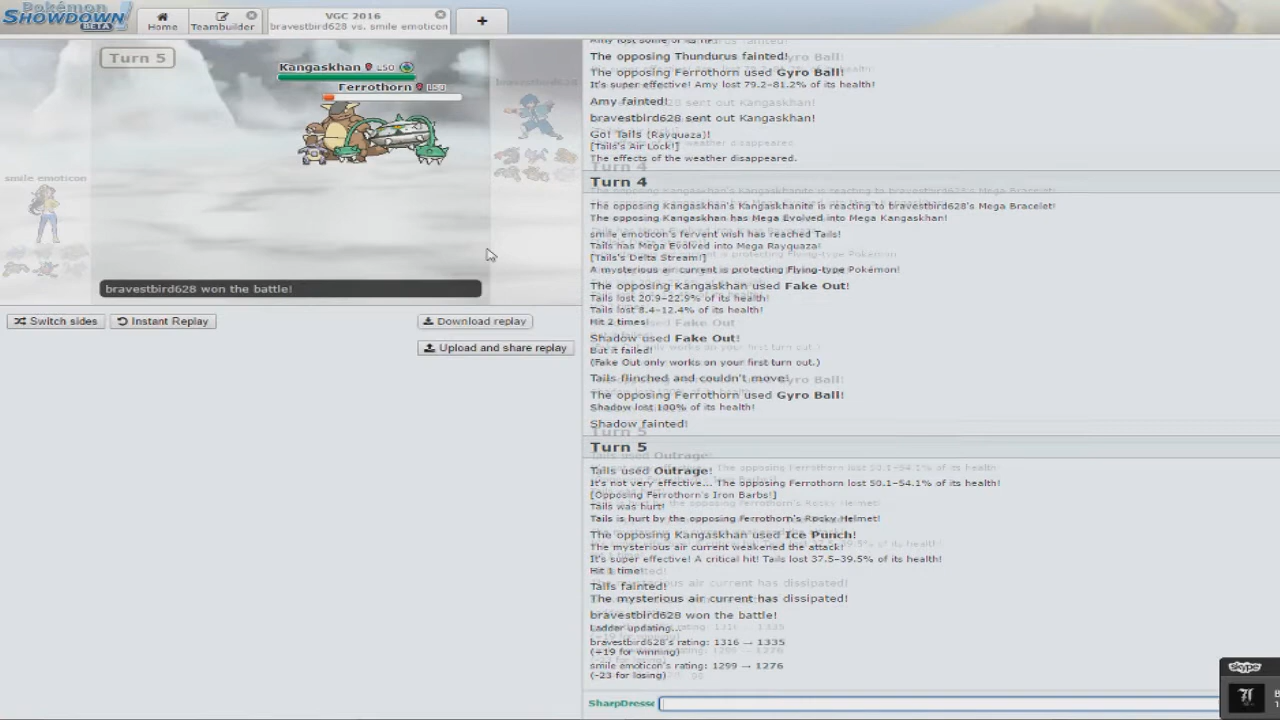 Pokémon
SHOWDOWN
BETA
Home
Teambuilder
VGC 2016
bravestbird628 vs. smile emoticon
+
Turn 5
Kangaskhan L50
Ferrothorn L50
bravestbird628
smile emoticon
bravestbird628 won the battle!
Switch sides
Instant Replay
Download replay
Upload and share replay
The opposing Thundurus fainted!
The opposing Ferrothorn used Gyro Ball!
It's super effective! Amy lost 79.2–81.2% of its health!
Amy fainted!
bravestbird628 sent out Kangaskhan!
Go! Tails (Rayquaza)!
[Tails's Air Lock!]
The effects of the weather disappeared.
Turn 4
The opposing Kangaskhan's Kangaskhanite is reacting to bravestbird628's Mega Bracelet!
The opposing Kangaskhan has Mega Evolved into Mega Kangaskhan!
smile emoticon's fervent wish has reached Tails!
Tails has Mega Evolved into Mega Rayquaza!
[Tails's Delta Stream!]
A mysterious air current is protecting Flying-type Pokémon!
The opposing Kangaskhan used Fake Out!
Tails lost 20.9–22.9% of its health!
Tails lost 8.4–12.4% of its health!
Hit 2 times!
Shadow used Fake Out!
But it failed!
(Fake Out only works on your first turn out.)
Tails flinched and couldn't move!
The opposing Ferrothorn used Gyro Ball!
Shadow lost 100% of its health!
Shadow fainted!
Turn 5
Tails used Outrage!
It's not very effective... The opposing Ferrothorn lost 50.1–54.1% of its health!
[Opposing Ferrothorn's Iron Barbs!]
Tails was hurt!
Tails is hurt by the opposing Ferrothorn's Rocky Helmet!
The opposing Kangaskhan used Ice Punch!
The mysterious air current weakened the attack!
It's super effective! A critical hit! Tails lost 37.5–39.5% of its health!
Hit 1 time!
Tails fainted!
The mysterious air current has dissipated!
bravestbird628 won the battle!
Ladder updating...
bravestbird628's rating: 1316 → 1335
(+19 for winning)
smile emoticon's rating: 1299 → 1276
(-23 for losing)
SharpDresse
skype